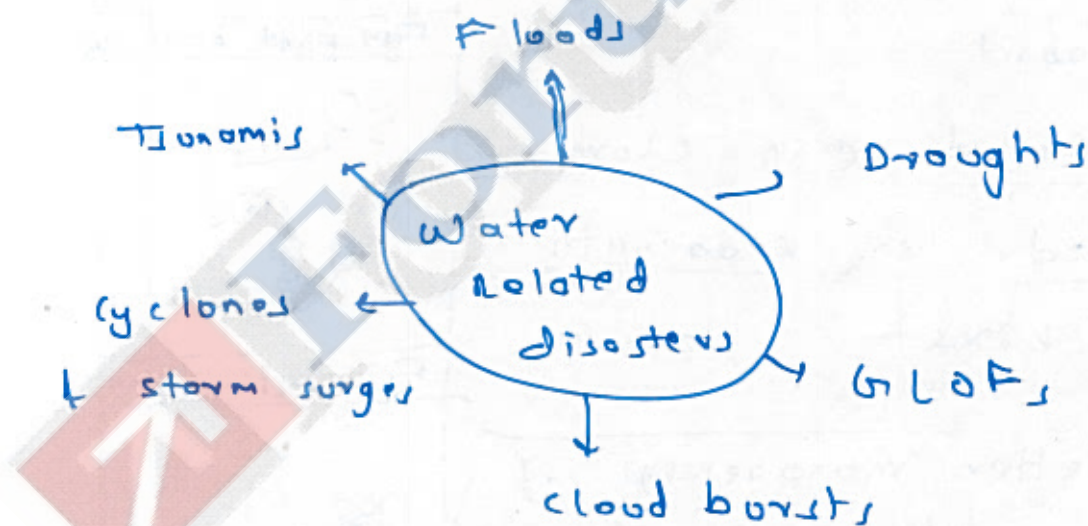 Floods
Tsunamis
Droughts
Water
Related
disasters
Cyclones
& storm surges
GLOFs
cloud bursts